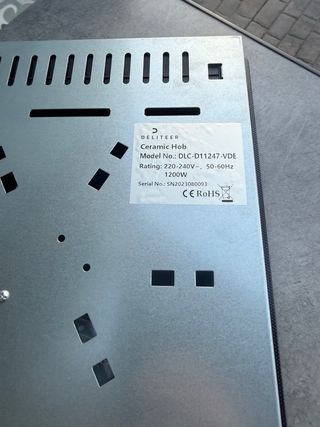 DELITEER
Ceramic Hob
Model No.: DLC-D11247-VDE
Rating: 220-240V~, 50-60Hz
1200W
Serial No.: SN2023080093
CE RoHS